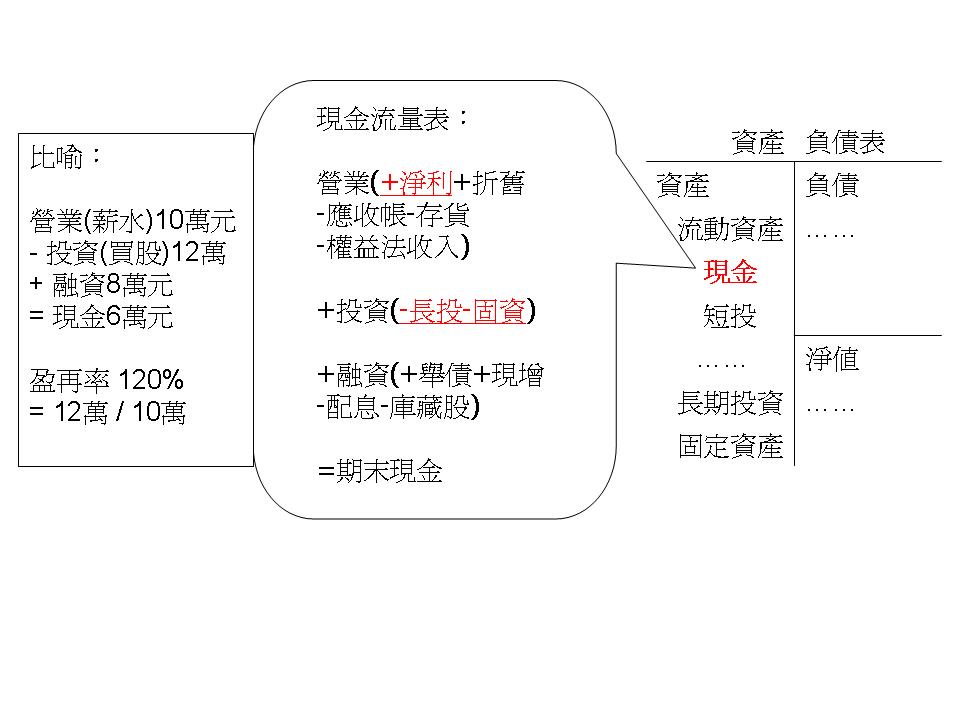 比喻：
營業(薪水)10萬元
- 投資(買股)12萬
+ 融資8萬元
= 現金6萬元
盈再率 120%
= 12萬 / 10萬
現金流量表：
營業(+淨利+折舊
-應收帳-存貨
-權益法收入)
+投資(-長投-固資)
+融資(+舉債+現增
-配息-庫藏股)
=期末現金
資產 負債表
資產 負債
流動資產 ……
現金
短投
…… 淨值
長期投資 ……
固定資產